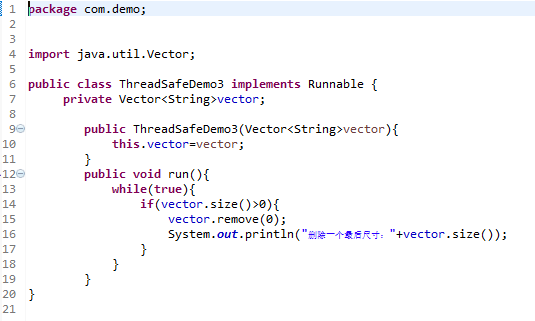 1 package com.demo;
2
3
4 import java.util.Vector;
5
6 public class ThreadSafeDemo3 implements Runnable {
7 private Vector<String>vector;
8
9 public ThreadSafeDemo3(Vector<String>vector){
10 this.vector=vector;
11 }
12 public void run(){
13 while(true){
14 if(vector.size()>0){
15 vector.remove(0);
16 System.out.println("删除一个最后尺寸："+vector.size());
17 }
18 }
19 }
20 }
21